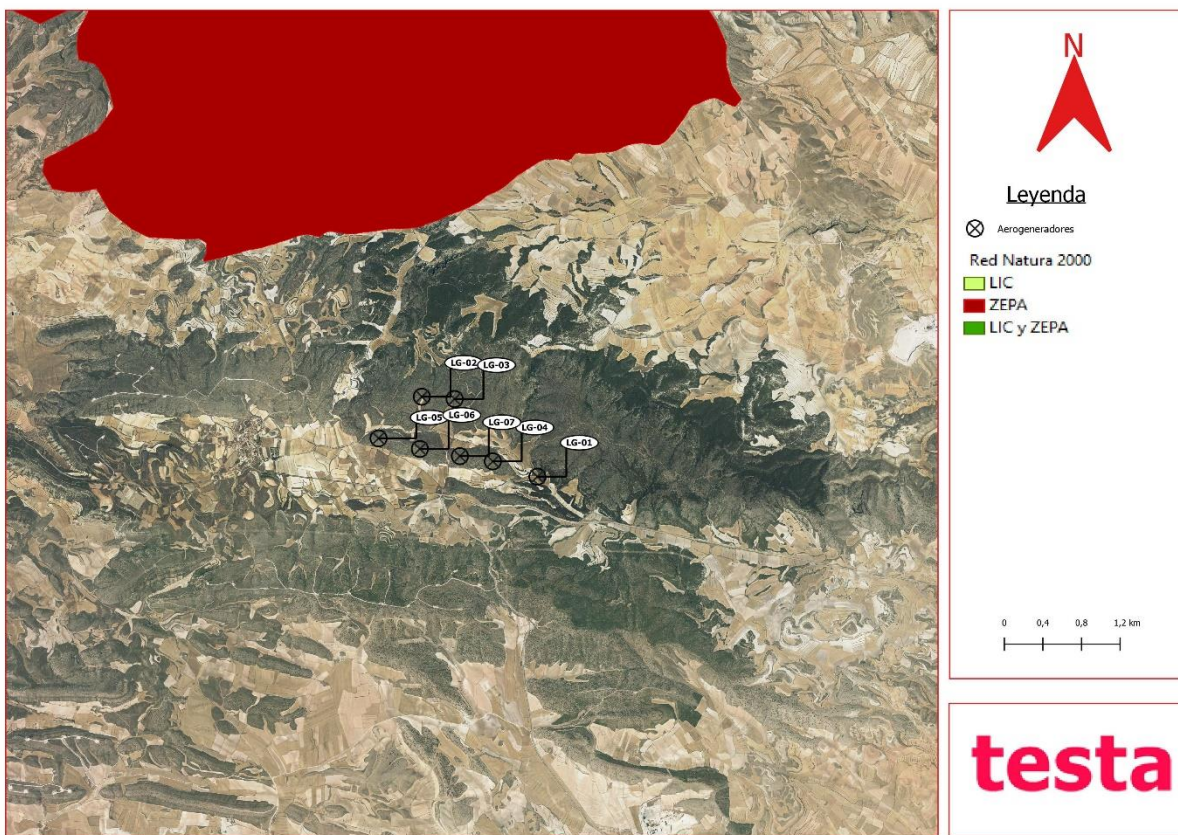 LG-02
LG-03
LG-05
LG-06
LG-07
LG-04
LG-01
N
Leyenda
Aerogeneradores
Red Natura 2000
LIC
ZEPA
LIC y ZEPA
0 0,4 0,8 1,2 km
testa